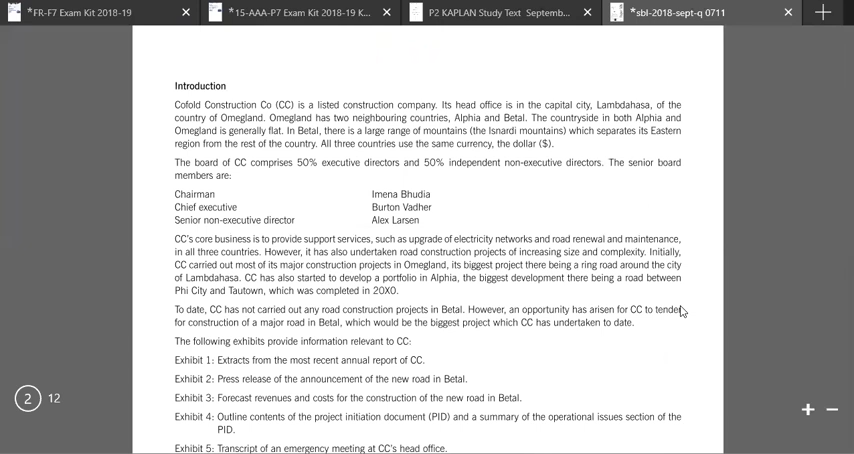 *FR-F7 Exam Kit 2018-19
*15-AAA-P7 Exam Kit 2018-19 K...
P2 KAPLAN Study Text Septemb...
*sbl-2018-sept-q 0711
Introduction
Cofold Construction Co (CC) is a listed construction company. Its head office is in the capital city, Lambdahasa, of the
country of Omegland. Omegland has two neighbouring countries, Alphia and Betal. The countryside in both Alphia and
Omegland is generally flat. In Betal, there is a large range of mountains (the Isnardi mountains) which separates its Eastern
region from the rest of the country. All three countries use the same currency, the dollar ($).
The board of CC comprises 50% executive directors and 50% independent non-executive directors. The senior board
members are:
Chairman Imena Bhudia
Chief executive Burton Vadher
Senior non-executive director Alex Larsen
CC's core business is to provide support services, such as upgrade of electricity networks and road renewal and maintenance,
in all three countries. However, it has also undertaken road construction projects of increasing size and complexity. Initially,
CC carried out most of its major construction projects in Omegland, its biggest project there being a ring road around the city
of Lambdahasa. CC has also started to develop a portfolio in Alphia, the biggest development there being a road between
Phi City and Tautown, which was completed in 20X0.
To date, CC has not carried out any road construction projects in Betal. However, an opportunity has arisen for CC to tender
for construction of a major road in Betal, which would be the biggest project which CC has undertaken to date.
The following exhibits provide information relevant to CC:
Exhibit 1: Extracts from the most recent annual report of CC.
Exhibit 2: Press release of the announcement of the new road in Betal.
Exhibit 3: Forecast revenues and costs for the construction of the new road in Betal.
Exhibit 4: Outline contents of the project initiation document (PID) and a summary of the operational issues section of the
PID.
Exhibit 5: Transcript of an emergency meeting at CC's head office.
2 12